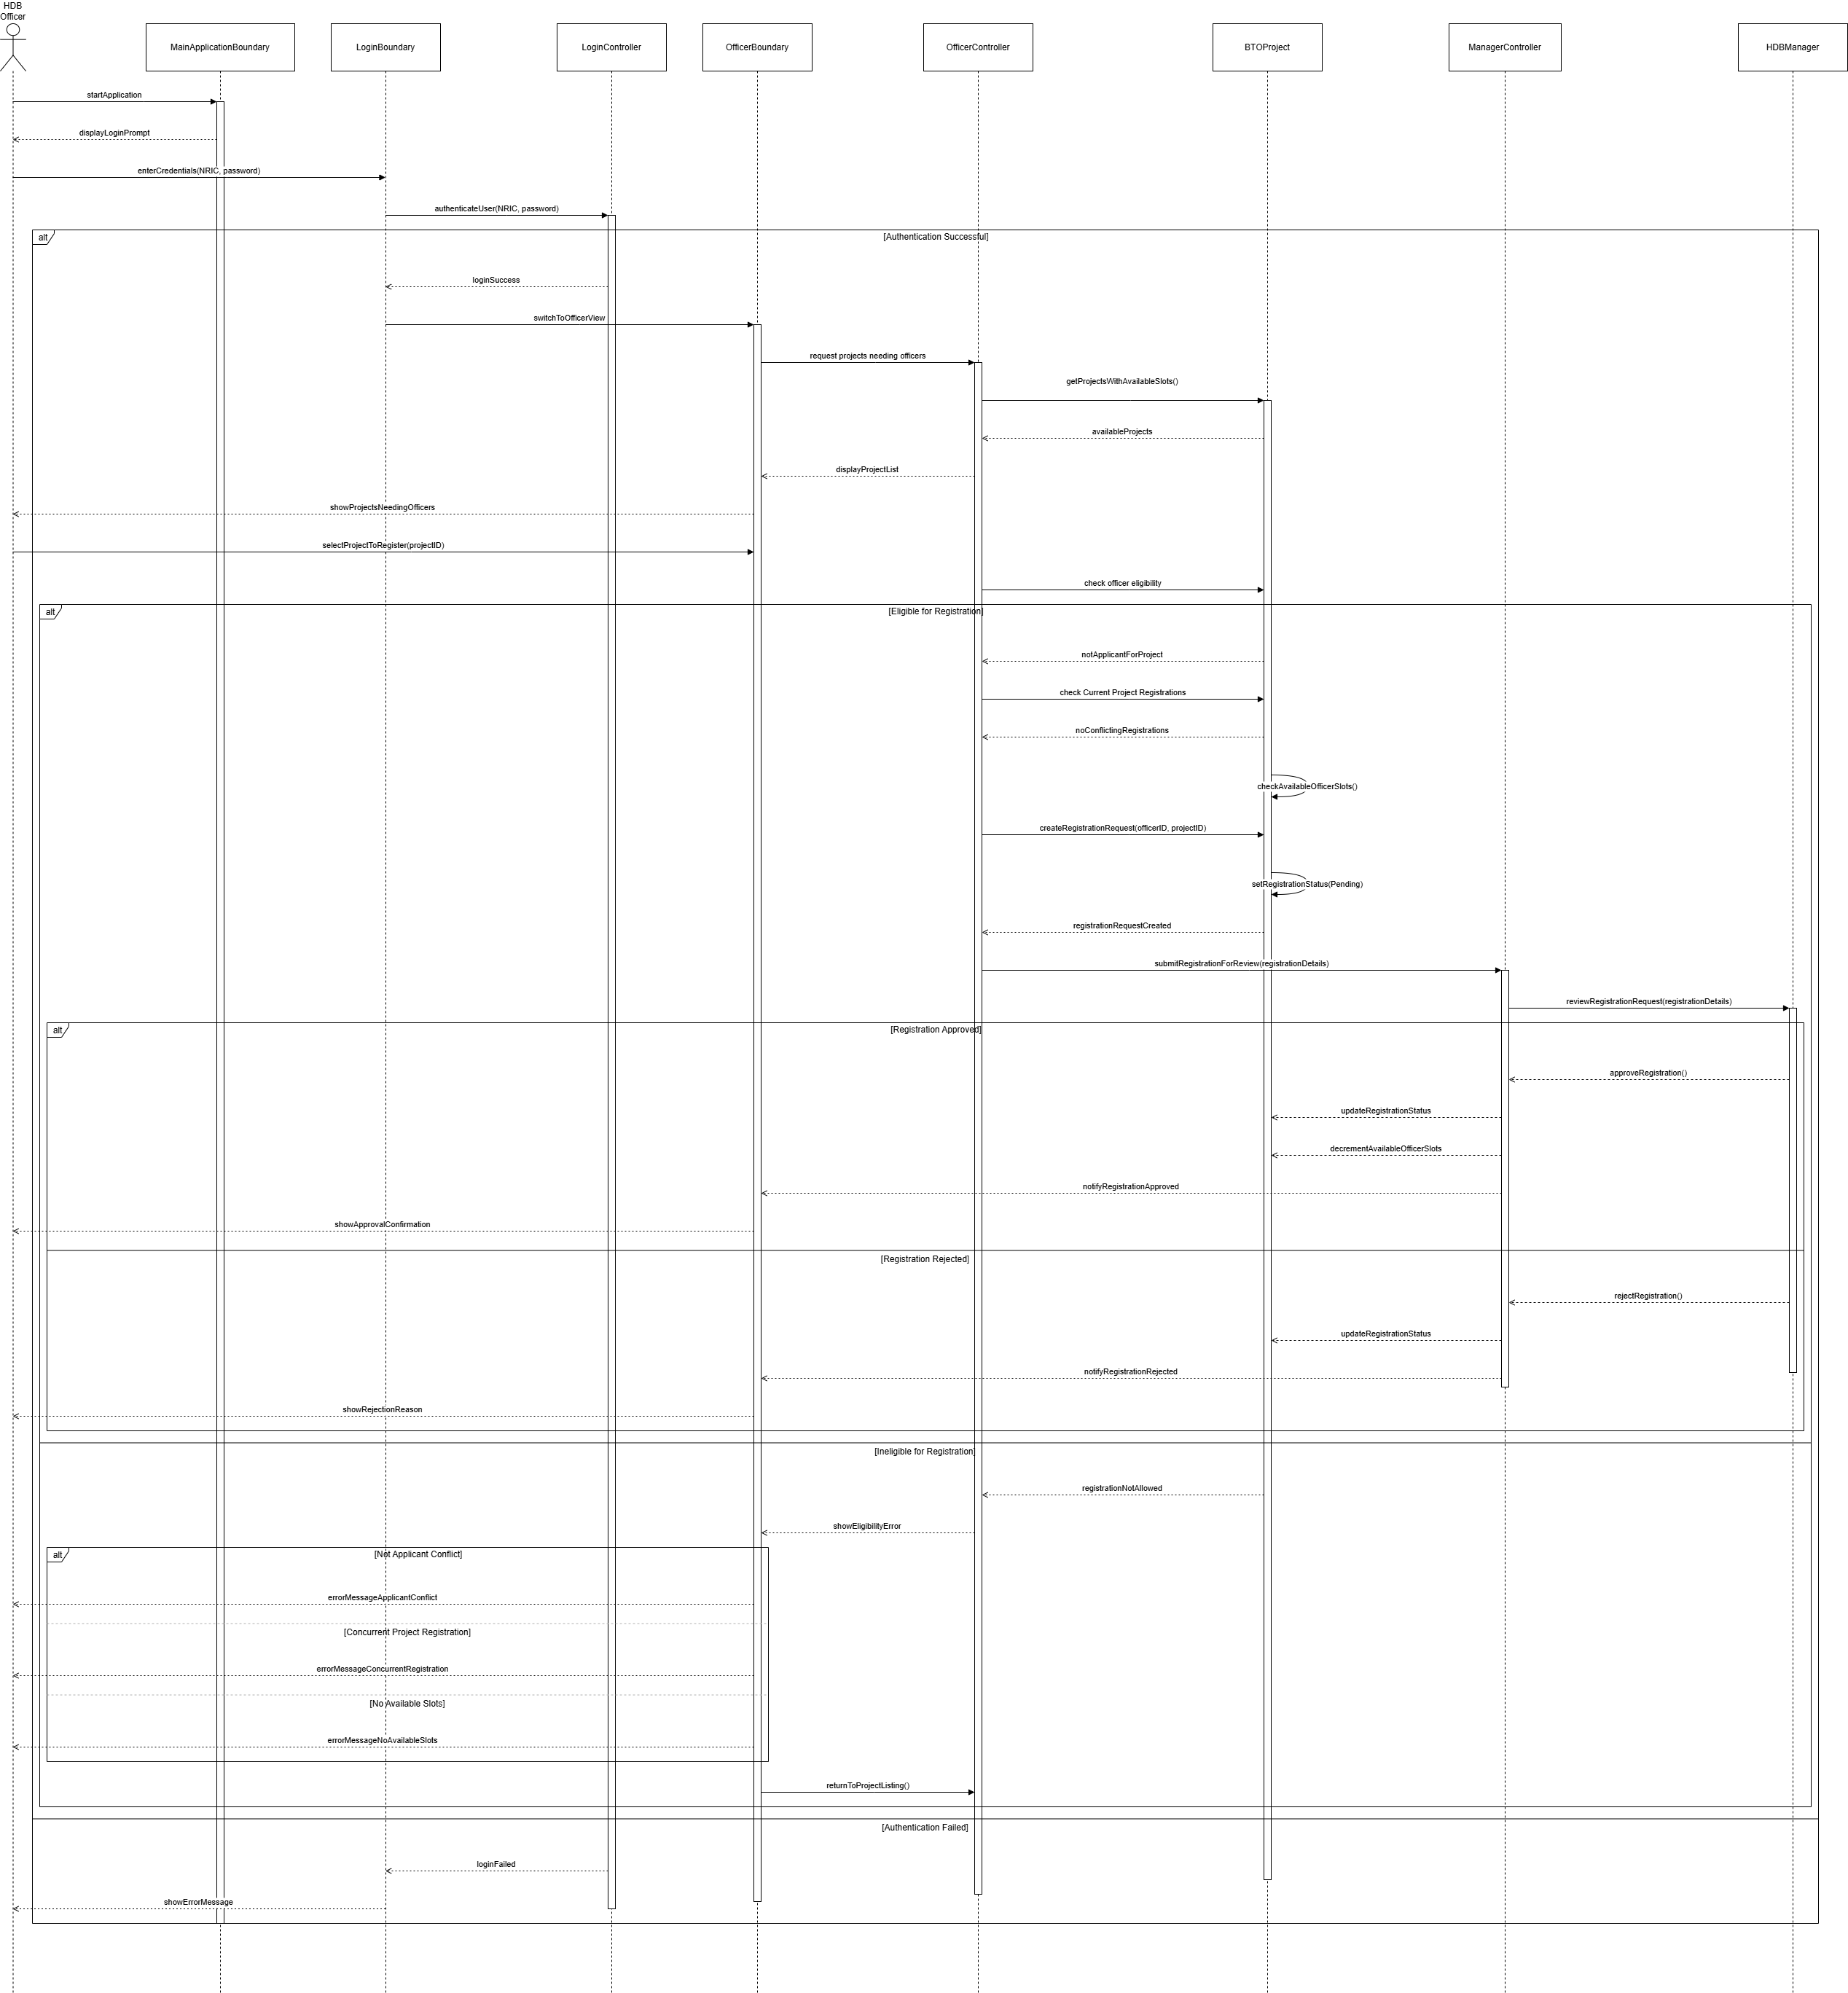 HDB
Officer
MainApplicationBoundary
LoginBoundary
LoginController
OfficerBoundary
OfficerController
BTOProject
ManagerController
HDBManager
startApplication
displayLoginPrompt
enterCredentials(NRIC, password)
authenticateUser(NRIC, password)
alt
[Authentication Successful]
loginSuccess
switchToOfficerView
request projects needing officers
getProjectsWithAvailableSlots()
availableProjects
displayProjectList
showProjectsNeedingOfficers
selectProjectToRegister(projectID)
check officer eligibility
alt
[Eligible for Registration]
notApplicantForProject
check Current Project Registrations
noConflictingRegistrations
checkAvailableOfficerSlots()
createRegistrationRequest(officerID, projectID)
setRegistrationStatus(Pending)
registrationRequestCreated
submitRegistrationForReview(registrationDetails)
reviewRegistrationRequest(registrationDetails)
alt
[Registration Approved]
approveRegistration()
updateRegistrationStatus
decrementAvailableOfficerSlots
notifyRegistrationApproved
showApprovalConfirmation
[Registration Rejected]
rejectRegistration()
updateRegistrationStatus
notifyRegistrationRejected
showRejectionReason
[Ineligible for Registration]
registrationNotAllowed
showEligibilityError
alt
[Not Applicant Conflict]
errorMessageApplicantConflict
[Concurrent Project Registration]
errorMessageConcurrentRegistration
[No Available Slots]
errorMessageNoAvailableSlots
returnToProjectListing()
[Authentication Failed]
loginFailed
showErrorMessage